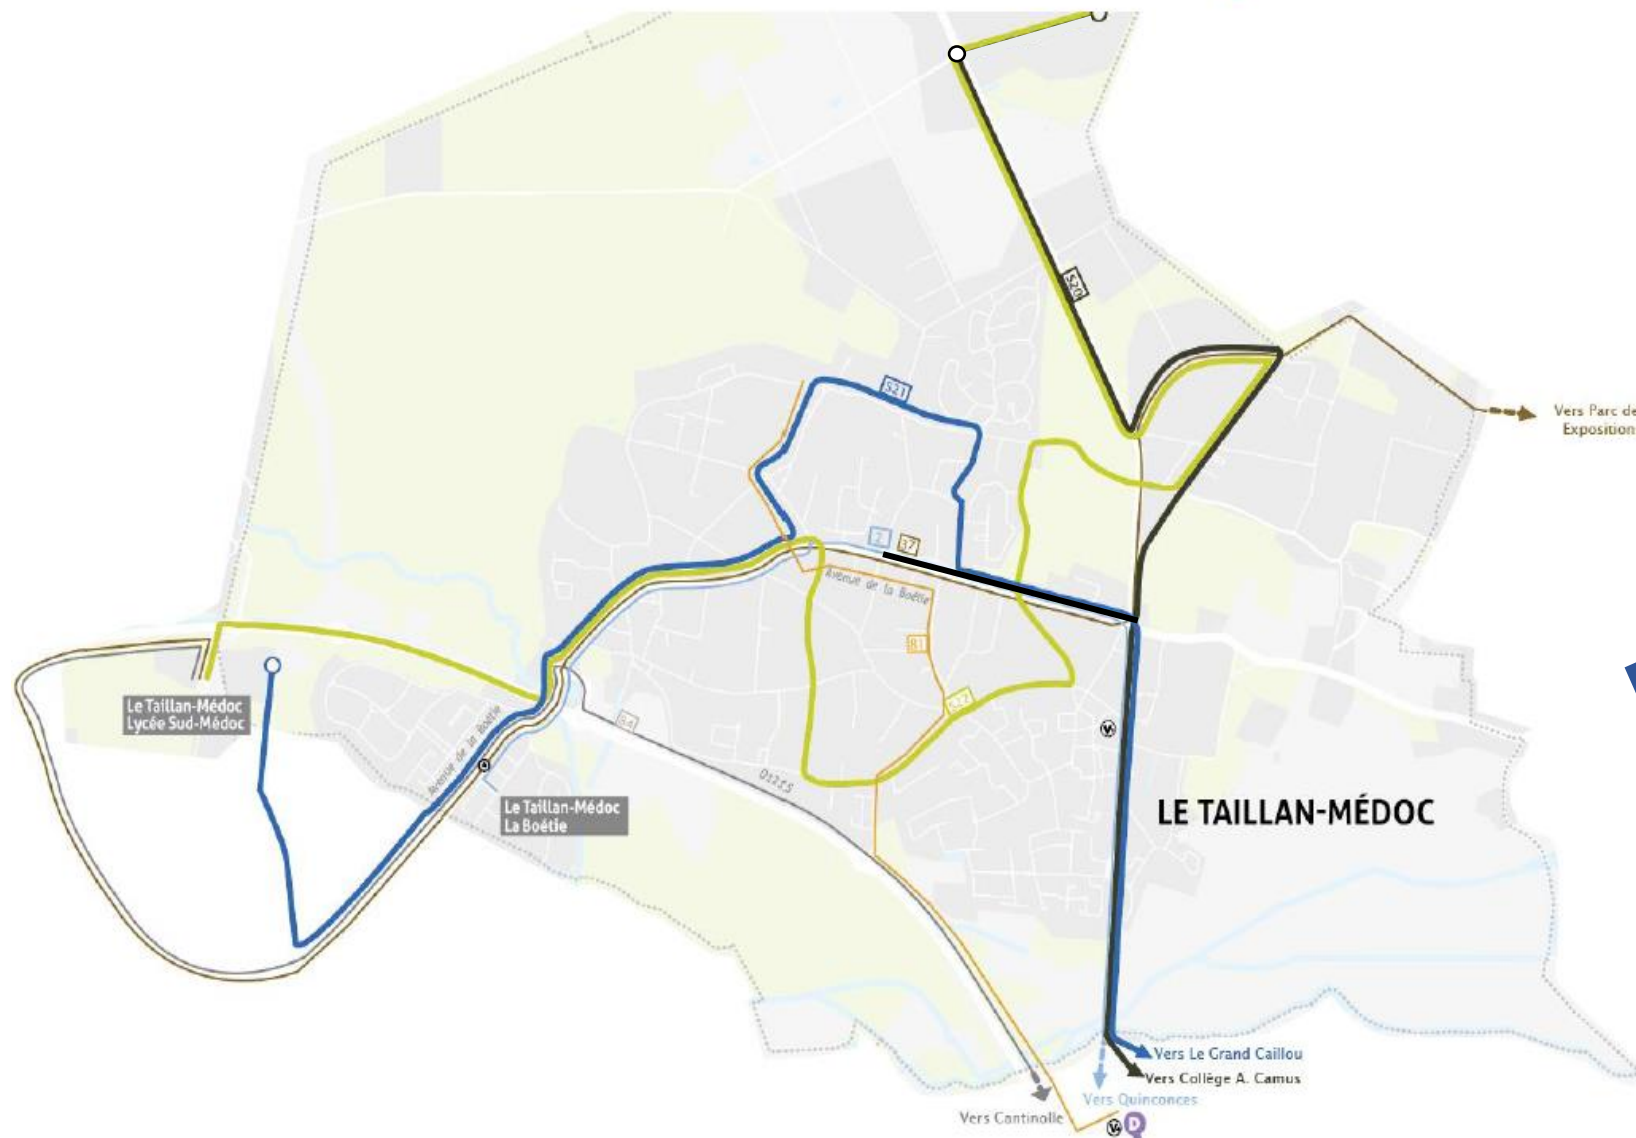 S20
Vers Parc de
Exposition
S21
2
37
Avenue de la Boétie
81
S22
Le Taillan-Médoc
Lycée Sud-Médoc
84
Avenue de la Boétie
D1215
Le Taillan-Médoc
La Boétie
LE TAILLAN-MÉDOC
Vers Le Grand Caillou
Vers Collège A. Camus
Vers Quinconces
Vers Cantinolle
D